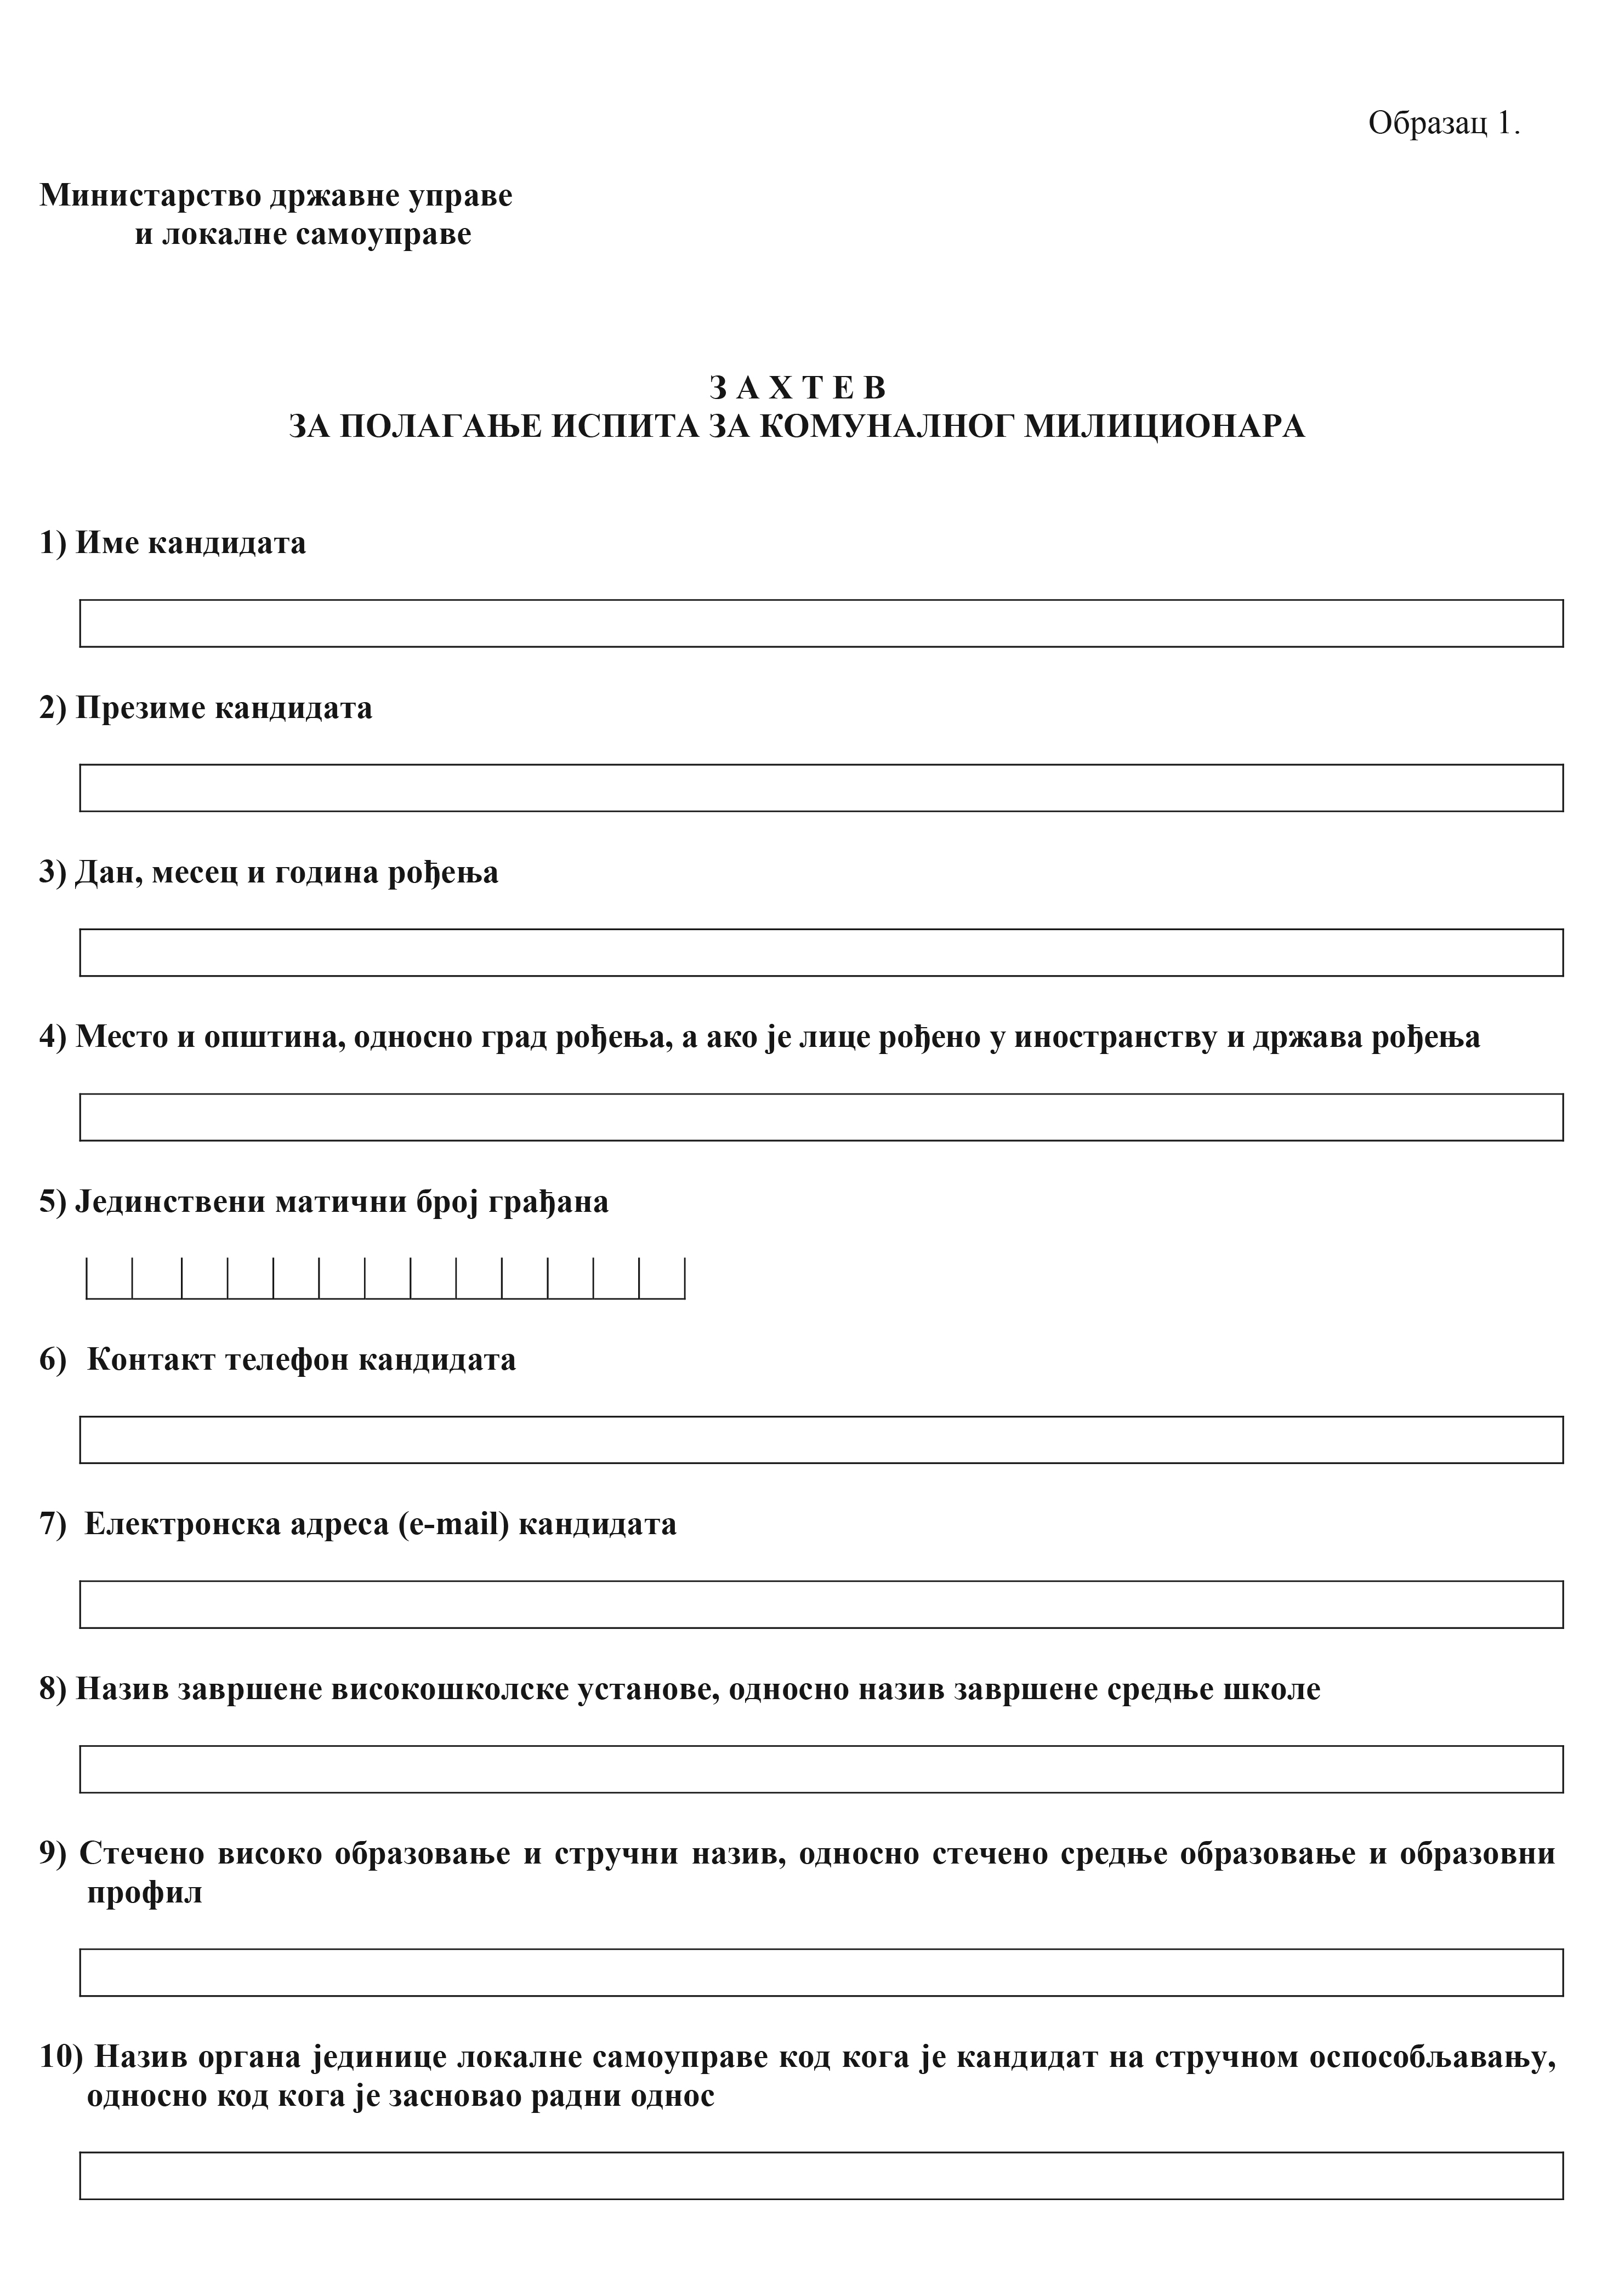 Образац 1.
Министарство државне управе
и локалне самоуправе
З А Х Т Е В
ЗА ПОЛАГАЊЕ ИСПИТА ЗА КОМУНАЛНОГ МИЛИЦИОНАРА
1) Име кандидата
2) Презиме кандидата
3) Дан, месец и година рођења
4) Место и општина, односно град рођења, а ако је лице рођено у иностранству и држава рођења
5) Јединствени матични број грађана
6) Контакт телефон кандидата
7) Електронска адреса (e-mail) кандидата
8) Назив завршене високошколске установе, односно назив завршене средње школе
9) Стечено високо образовање и стручни назив, односно стечено средње образовање и образовни
профил
10) Назив органа јединице локалне самоуправе код кога је кандидат на стручном оспособљавању,
односно код кога је засновао радни однос